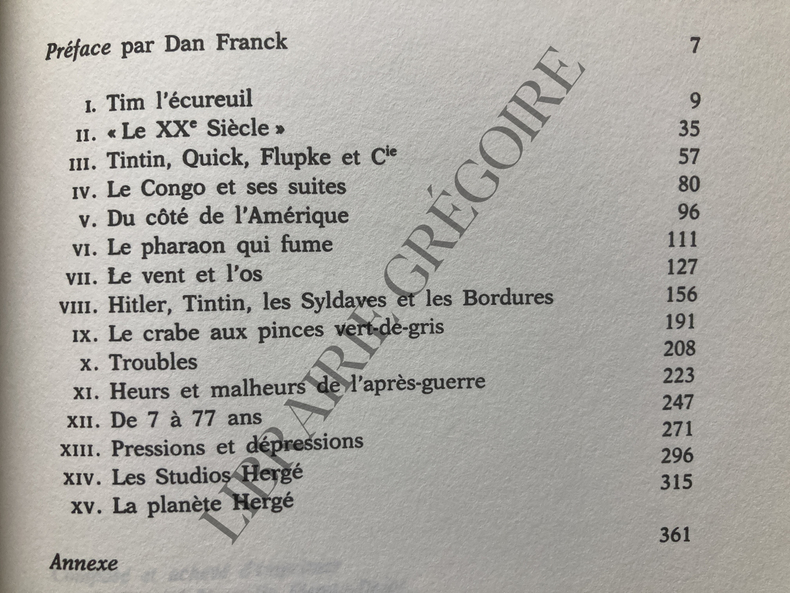 Préface par Dan Franck 7
I. Tim l'écureuil 9
II. « Le XXe Siècle » 35
III. Tintin, Quick, Flupke et Cie 57
IV. Le Congo et ses suites 80
V. Du côté de l'Amérique 96
VI. Le pharaon qui fume 111
VII. Le vent et l'os 127
VIII. Hitler, Tintin, les Syldaves et les Bordures 156
IX. Le crabe aux pinces vert-de-gris 191
X. Troubles 208
XI. Heurs et malheurs de l'après-guerre 223
XII. De 7 à 77 ans 247
XIII. Pressions et dépressions 271
XIV. Les Studios Hergé 296
XV. La planète Hergé 315
Annexe 361
LIBRAIRIE GRÉGOIRE